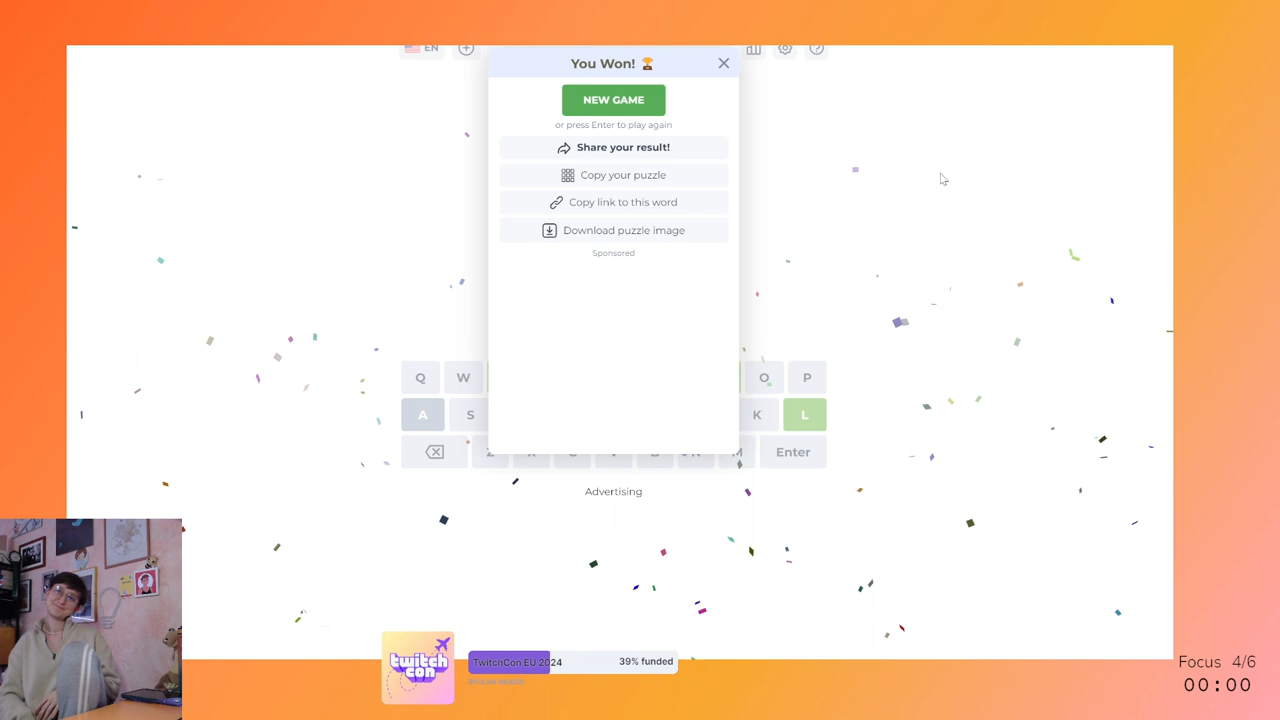 EN
You Won!
NEW GAME
or press Enter to play again
Share your result!
Copy your puzzle
Copy link to this word
Download puzzle image
Sponsored
Q W O P
A S K L
Z X C V B N M Enter
Advertising
twitch
con
TwitchCon EU 2024 39% funded
Focus 4/6
00:00